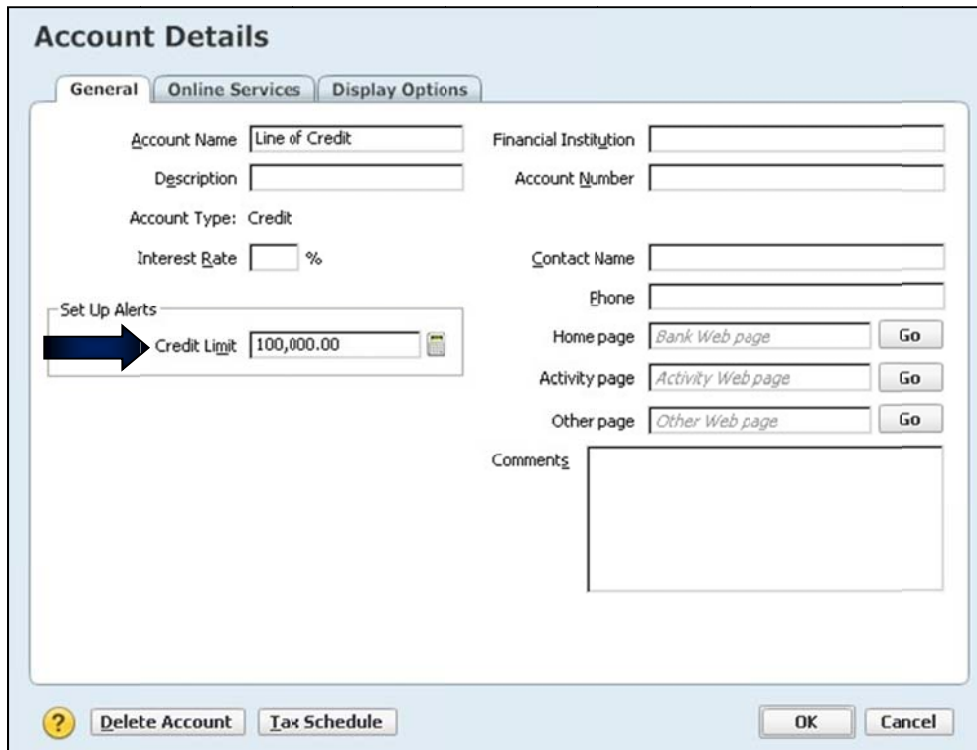 Account Details
General
Online Services
Display Options
Account Name
Line of Credit
Description
Account Type: Credit
Interest Rate
%
Set Up Alerts
Credit Limit
100,000.00
Financial Institution
Account Number
Contact Name
Phone
Home page
Bank Web page
Go
Activity page
Activity Web page
Go
Other page
Other Web page
Go
Comments
?
Delete Account
Tax Schedule
OK
Cancel